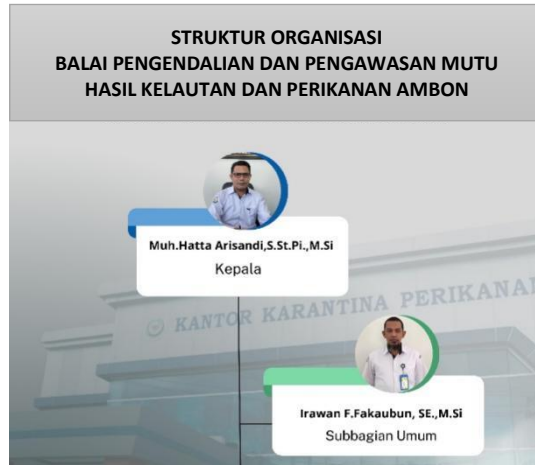 STRUKTUR ORGANISASI
BALAI PENGENDALIAN DAN PENGAWASAN MUTU
HASIL KELAUTAN DAN PERIKANAN AMBON
Muh.Hatta Arisandi,S.St.Pi.,M.Si
Kepala
KANTOR KARANTINA PERIKANA
Irawan F.Fakaubun, SE.,M.Si
Subbagian Umum